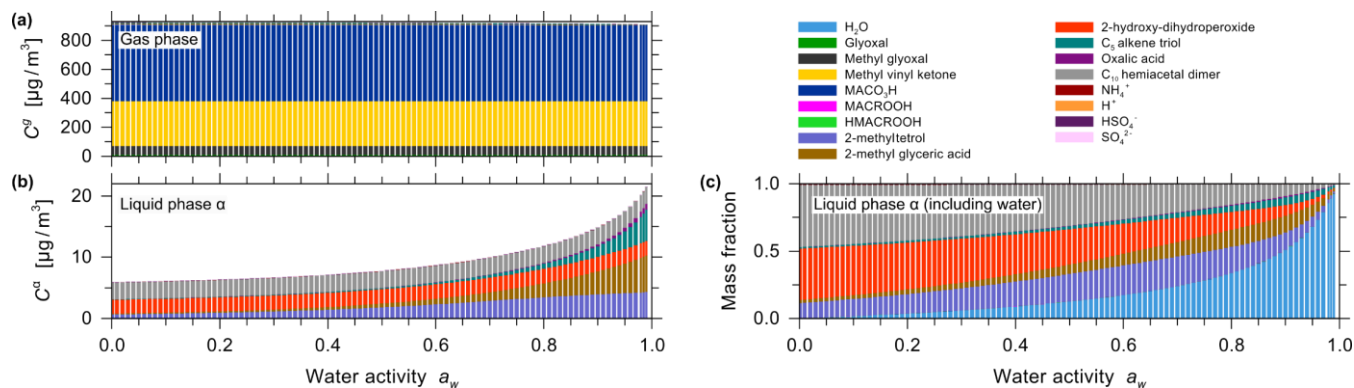 (a)
Gas phase
Cᵍ [µg / m³]
800
600
400
200
0
(b)
Liquid phase α
Cᵅ [µg / m³]
20
10
0
0.0 0.2 0.4 0.6 0.8 1.0
Water activity a_w
H₂O
Glyoxal
Methyl glyoxal
Methyl vinyl ketone
MACO₃H
MACROOH
HMACROOH
2-methyltetrol
2-methyl glyceric acid
2-hydroxy-dihydroperoxide
C₅ alkene triol
Oxalic acid
C₁₀ hemiacetal dimer
NH₄⁺
H⁺
HSO₄⁻
SO₄²⁻
(c)
Liquid phase α (including water)
Mass fraction
1.0
0.5
0.0
0.0 0.2 0.4 0.6 0.8 1.0
Water activity a_w